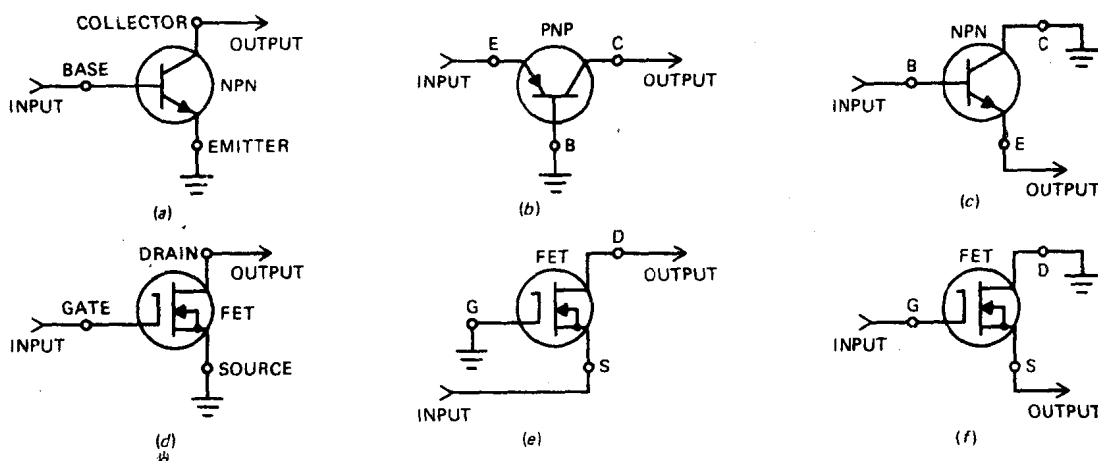 COLLECTOR
OUTPUT
BASE
NPN
INPUT
EMITTER
(a)
PNP
E
C
INPUT
OUTPUT
B
(b)
NPN
C
B
INPUT
E
OUTPUT
(c)
DRAIN
OUTPUT
GATE
FET
INPUT
SOURCE
(d)
FET
D
OUTPUT
G
S
INPUT
(e)
FET
D
G
INPUT
S
OUTPUT
(f)